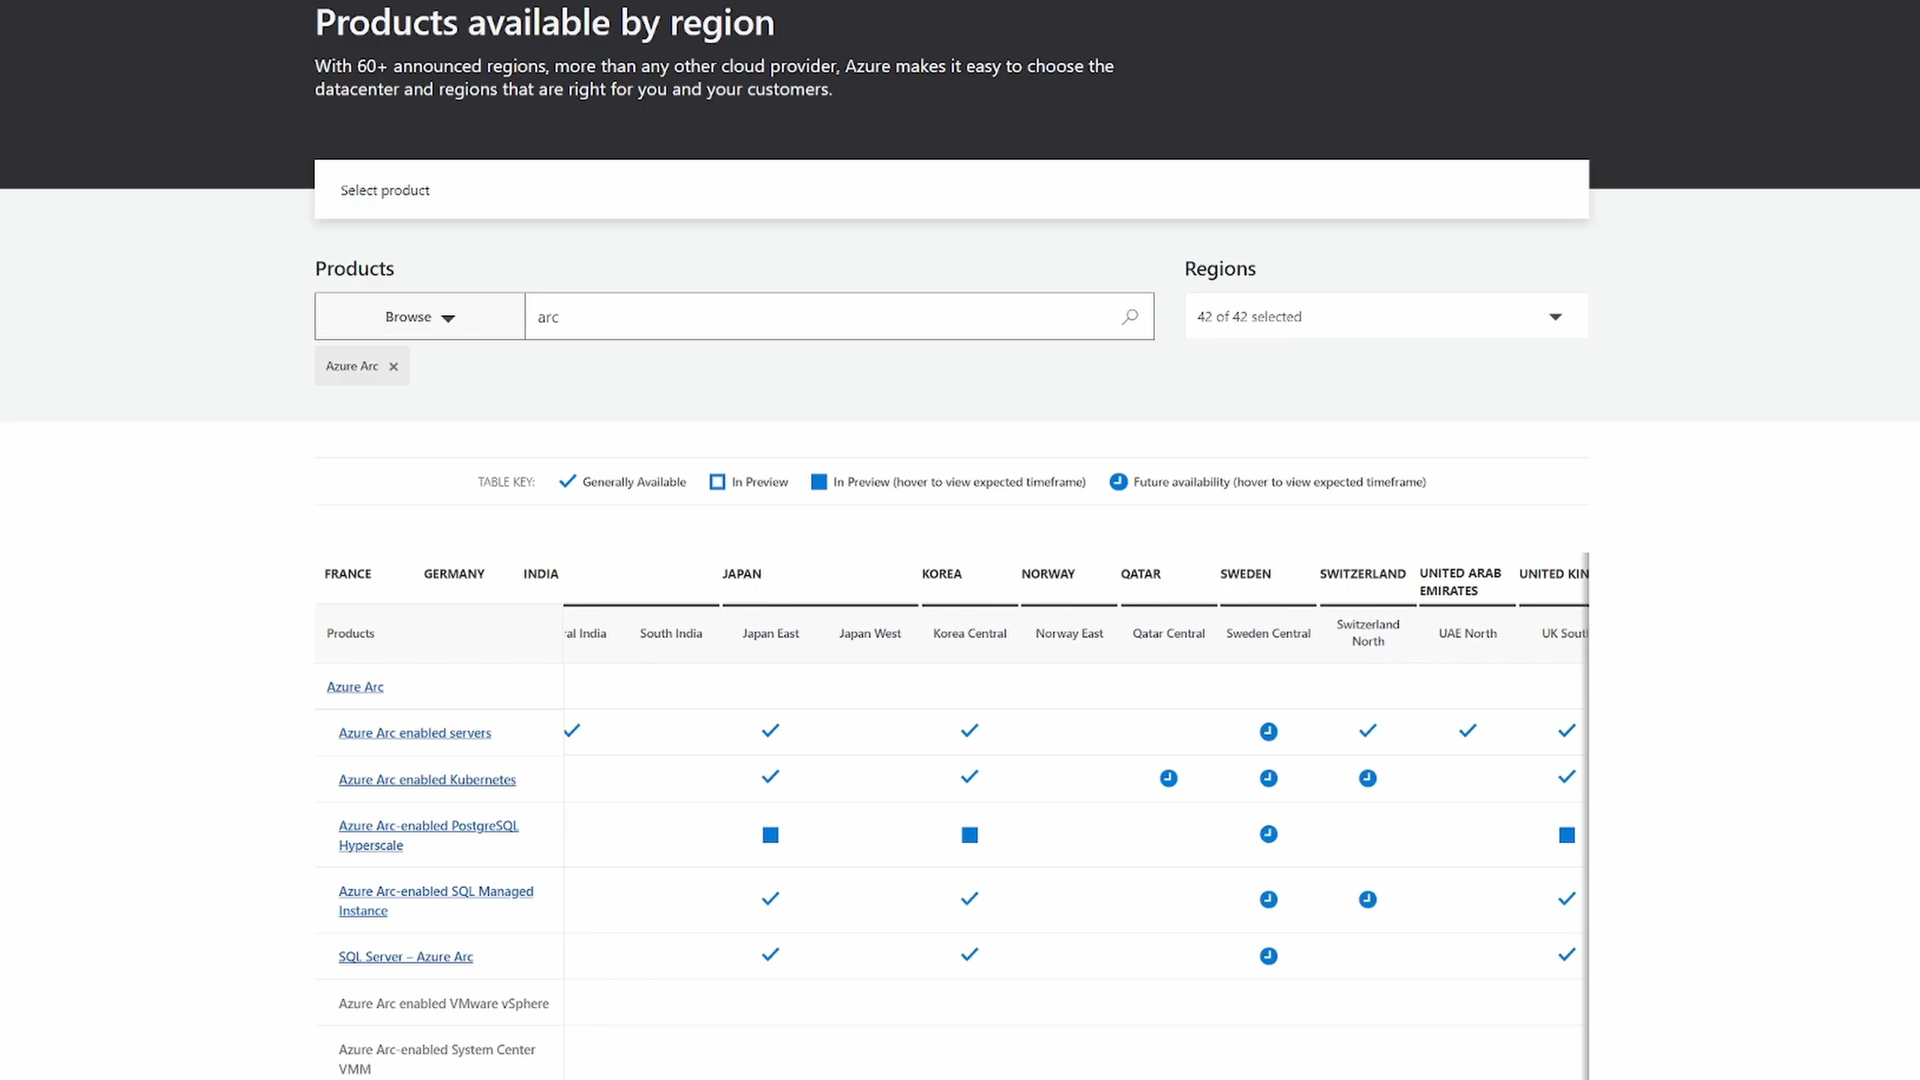 Products available by region
With 60+ announced regions, more than any other cloud provider, Azure makes it easy to choose the
datacenter and regions that are right for you and your customers.
Select product
Products
Regions
Browse
arc
42 of 42 selected
Azure Arc
TABLE KEY:
Generally Available
In Preview
In Preview (hover to view expected timeframe)
Future availability (hover to view expected timeframe)
FRANCE
GERMANY
INDIA
JAPAN
KOREA
NORWAY
QATAR
SWEDEN
SWITZERLAND
UNITED ARAB
EMIRATES
UNITED KIN
Products
ral India
South India
Japan East
Japan West
Korea Central
Norway East
Qatar Central
Sweden Central
Switzerland
North
UAE North
UK Sout
Azure Arc
Azure Arc enabled servers
Azure Arc enabled Kubernetes
Azure Arc-enabled PostgreSQL
Hyperscale
Azure Arc-enabled SQL Managed
Instance
SQL Server – Azure Arc
Azure Arc enabled VMware vSphere
Azure Arc-enabled System Center
VMM